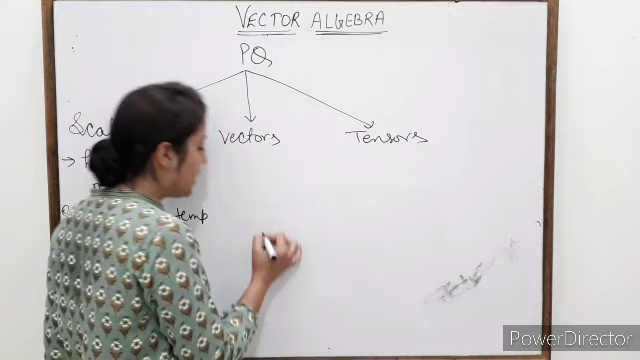 VECTOR ALGEBRA
PQs
Vectors
Tensors
temp
PowerDirector